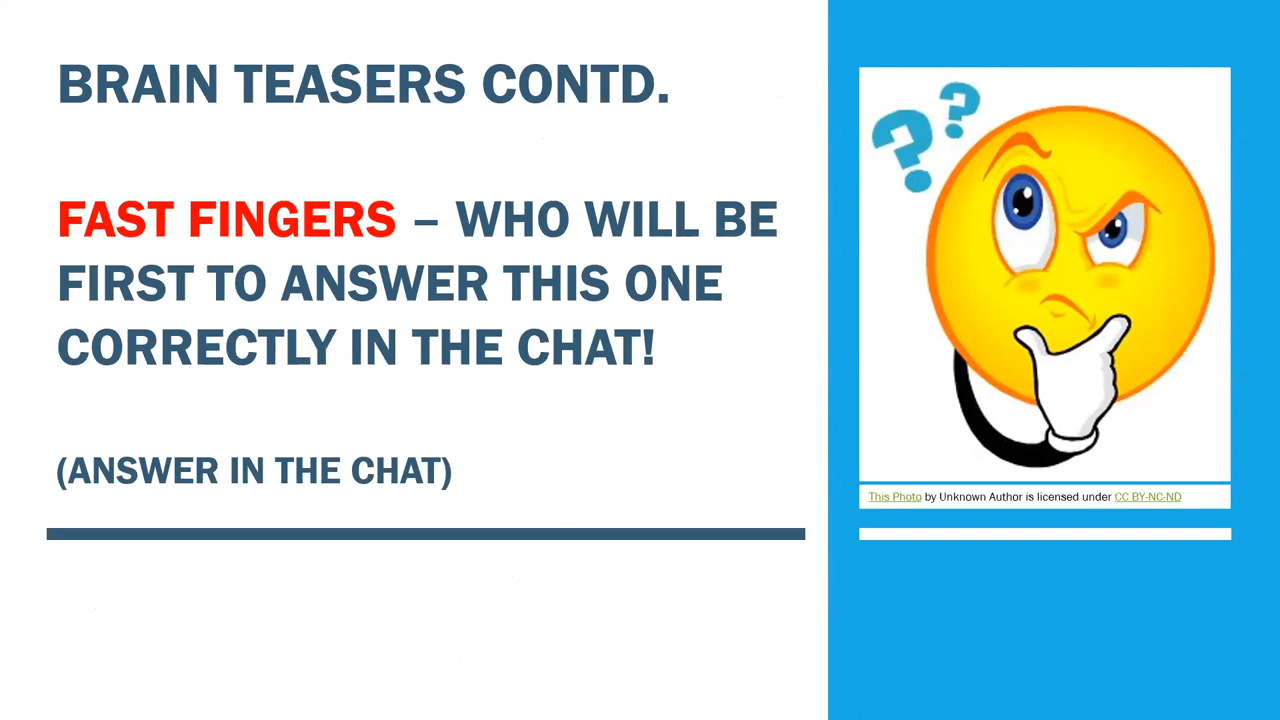 BRAIN TEASERS CONTD.
FAST FINGERS – WHO WILL BE
FIRST TO ANSWER THIS ONE
CORRECTLY IN THE CHAT!
(ANSWER IN THE CHAT)
? ?
This Photo by Unknown Author is licensed under CC BY-NC-ND